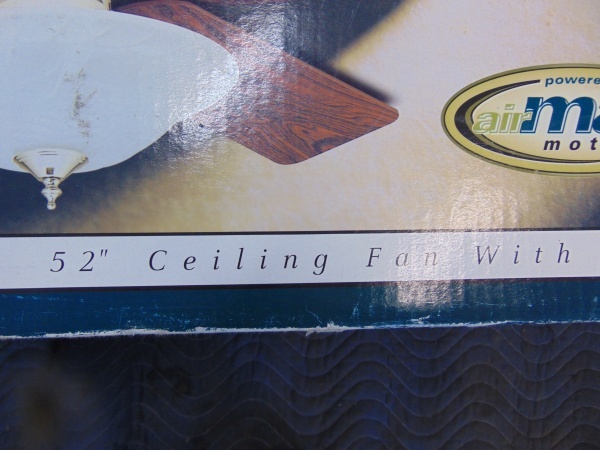 powere
air
mot
52" Ceiling Fan With